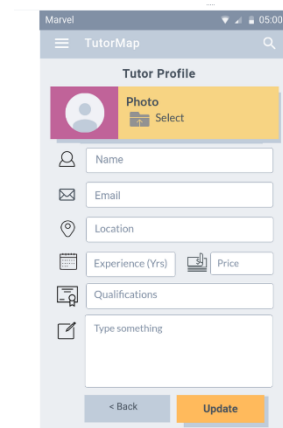 Marvel 05:00
TutorMap
Tutor Profile
Photo
Select
Name
Email
Location
Experience (Yrs) Price
Qualifications
Type something
< Back Update